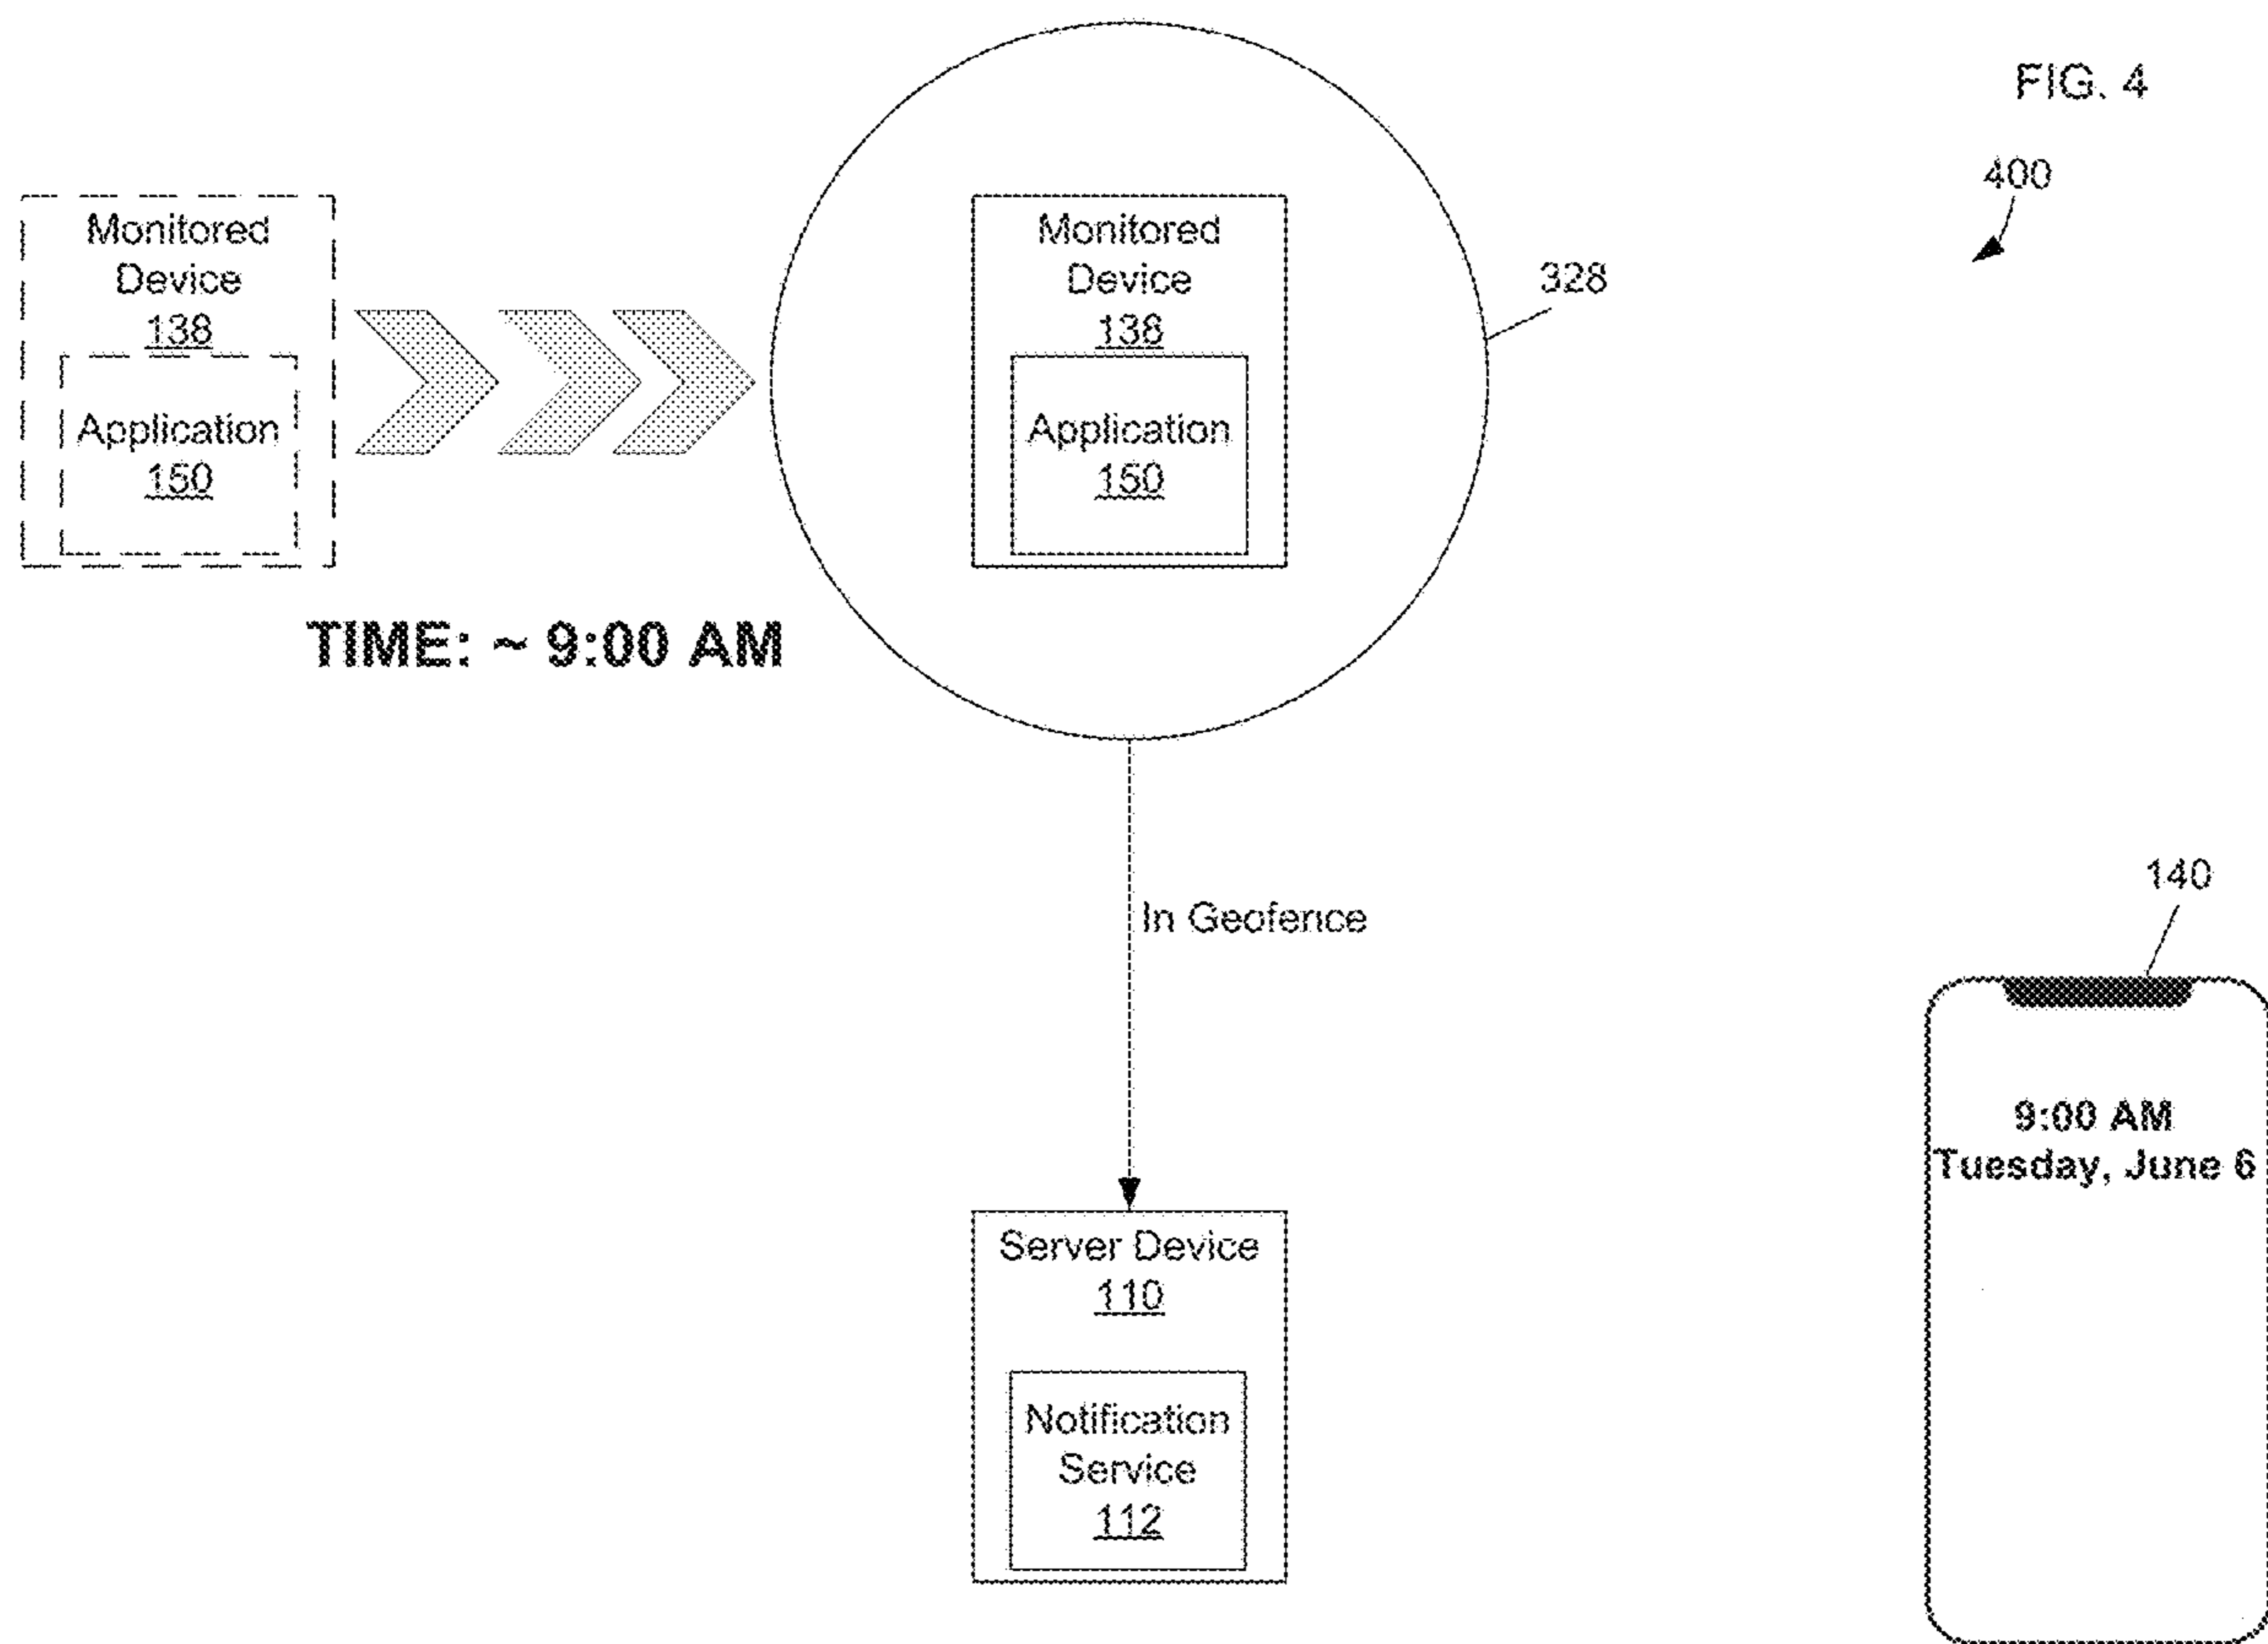 FIG. 4
400
Monitored
Device
138
Application
150
Monitored
Device
138
Application
150
328
TIME: ~ 9:00 AM
In Geofence
140
9:00 AM
Tuesday, June 6
Server Device
110
Notification
Service
112